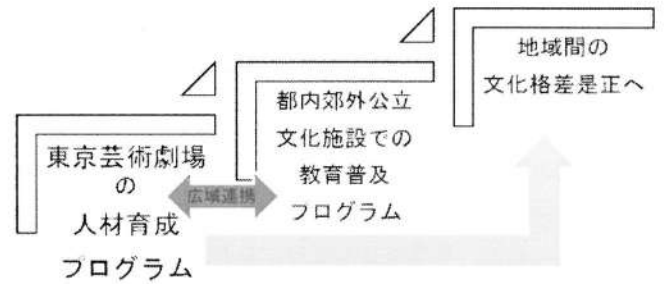 東京芸術劇場
の
人材育成
プログラム
広域連携
都内郊外公立
文化施設での
教育普及
プログラム
地域間の
文化格差是正へ